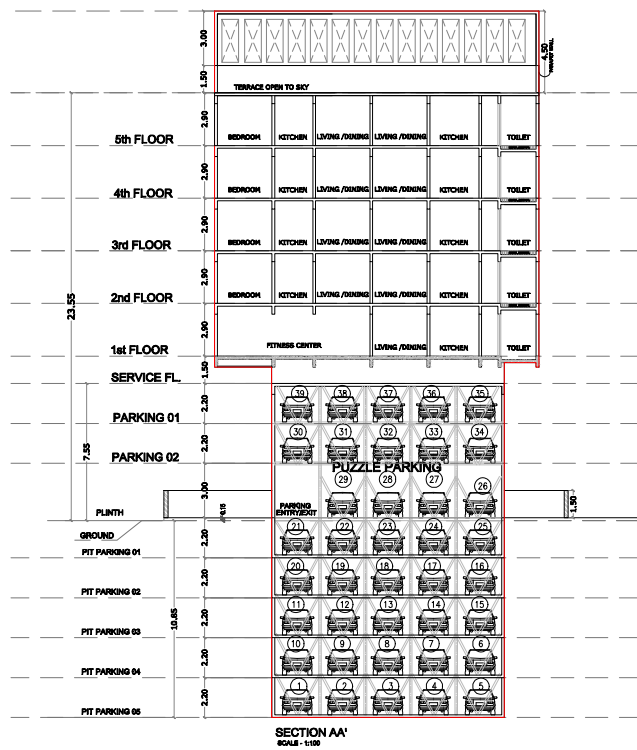 3.00
4.50
PARAPET WALL
1.50
TERRACE OPEN TO SKY
2.90
5th FLOOR
BEDROOM KITCHEN LIVING /DINING LIVING /DINING KITCHEN TOILET
2.90
4th FLOOR
BEDROOM KITCHEN LIVING /DINING LIVING /DINING KITCHEN TOILET
2.90
3rd FLOOR
BEDROOM KITCHEN LIVING /DINING LIVING /DINING KITCHEN TOILET
2.90
23.55
2nd FLOOR
BEDROOM KITCHEN LIVING /DINING LIVING /DINING KITCHEN TOILET
2.90
1st FLOOR
FITNESS CENTER LIVING /DINING KITCHEN TOILET
1.50
SERVICE FL.
39 38 37 36 35
2.20
PARKING 01
30 31 32 33 34
2.20
PARKING 02
7.55
PUZZLE PARKING
29 28 27 26
3.00
PARKING
ENTRY/EXIT
1.50
PLINTH
0.15
GROUND
21 22 23 24 25
2.20
PIT PARKING 01
20 19 18 17 16
2.20
PIT PARKING 02
11 12 13 14 15
2.20
10.85
PIT PARKING 03
10 9 8 7 6
2.20
PIT PARKING 04
1 2 3 4 5
2.20
PIT PARKING 05
SECTION AA'
SCALE - 1:100